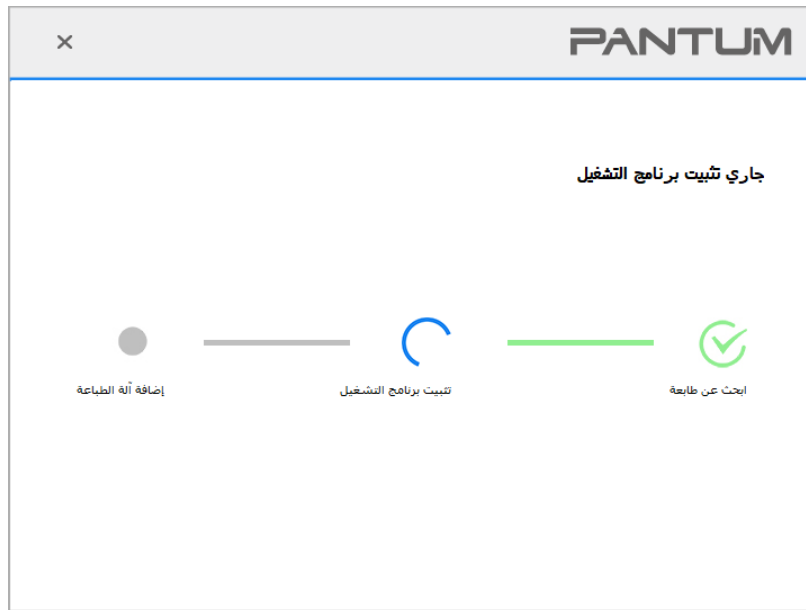 PANTUM
جاري تثبيت برنامج التشغيل
ابحث عن طابعة
تثبيت برنامج التشغيل
إضافة آلة الطباعة